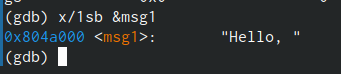 (gdb) x/1sb &msg1
0x804a000 <msg1>:        "Hello, "
(gdb)